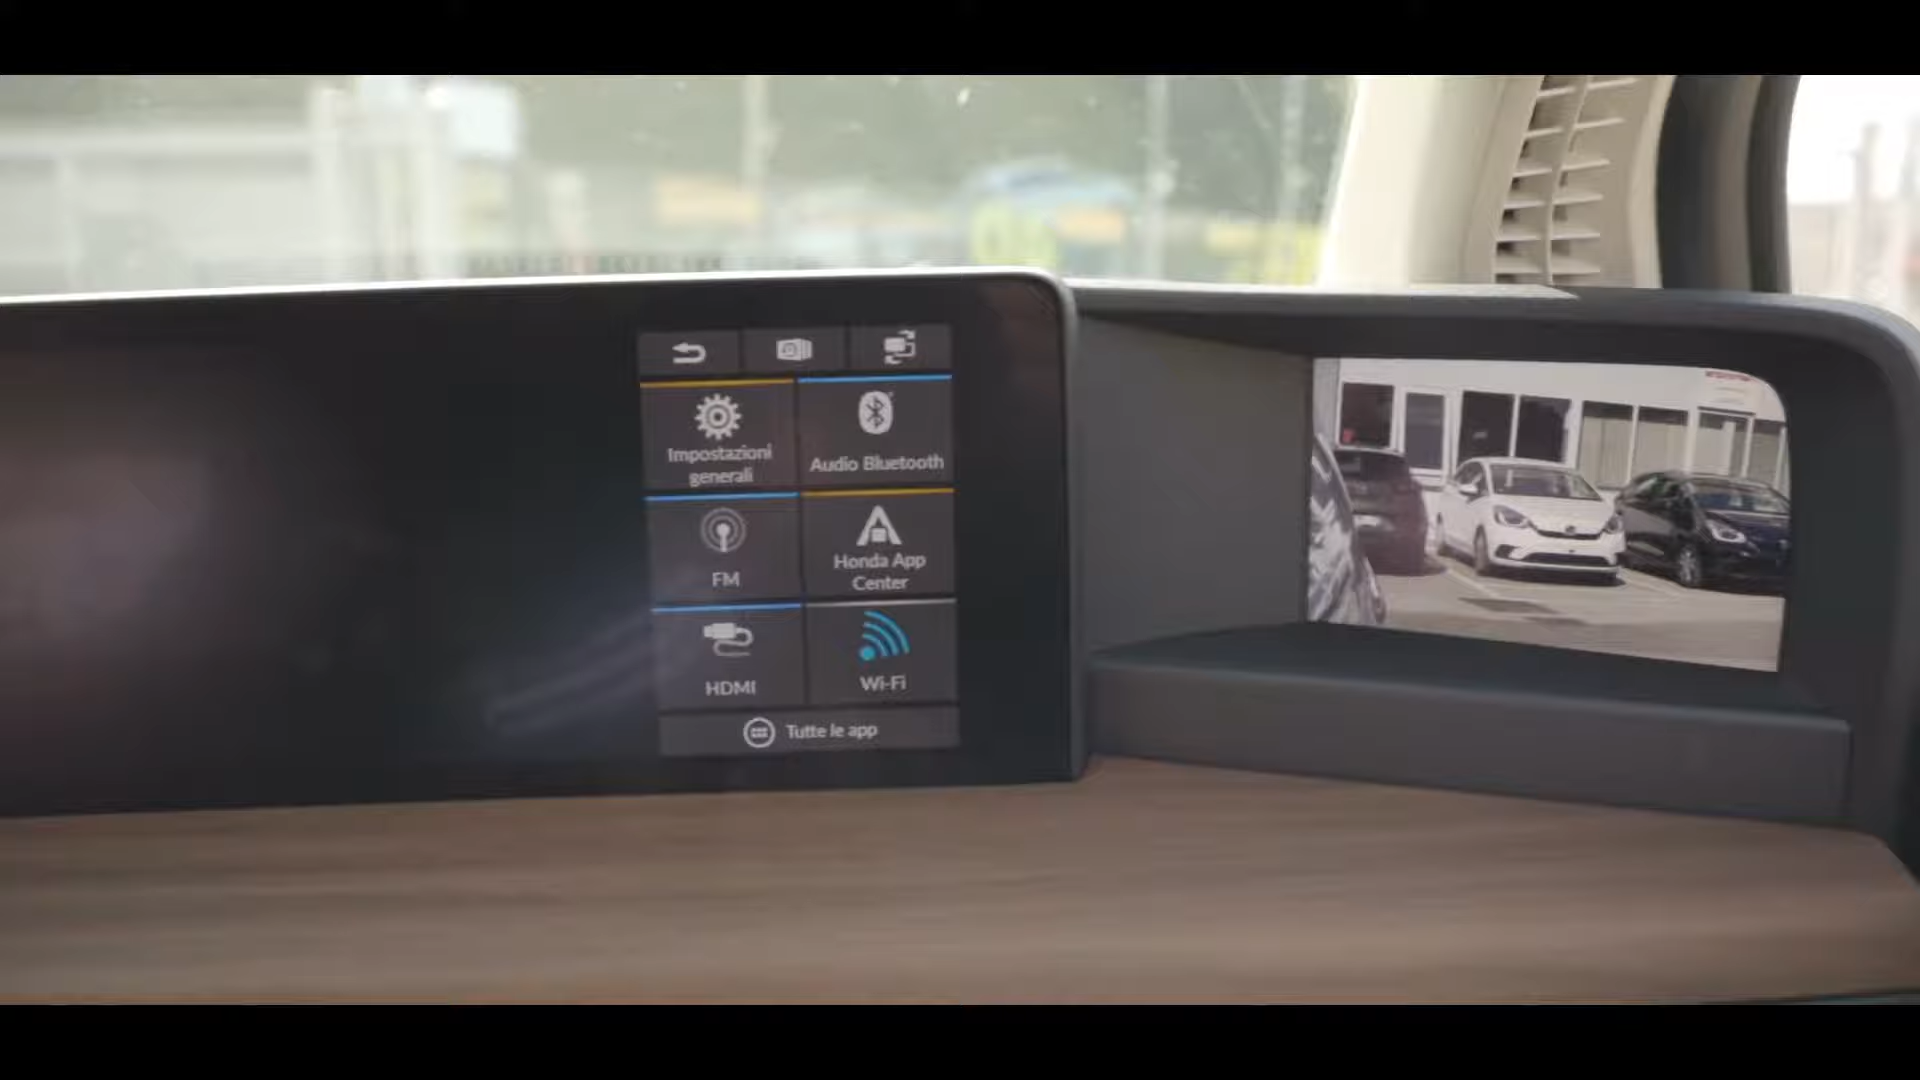 Impostazioni
generali
Audio Bluetooth
FM
Honda App
Center
HDMI
Wi-Fi
Tutte le app